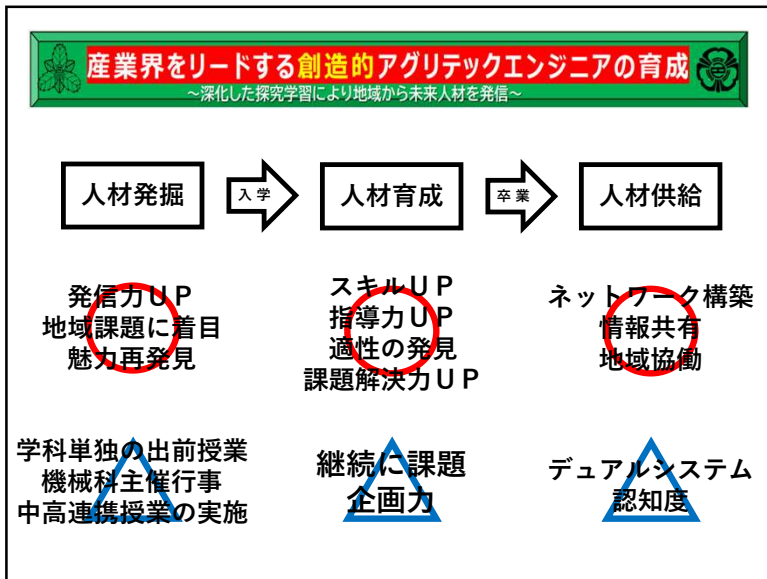 産業界をリードする創造的アグリテックエンジニアの育成
～深化した探究学習により地域から未来人材を発信～
人材発掘
入学
人材育成
卒業
人材供給
発信力UP
地域課題に着目
魅力再発見
スキルUP
指導力UP
適性の発見
課題解決力UP
ネットワーク構築
情報共有
地域協働
学科単独の出前授業
機械科主催行事
中高連携授業の実施
継続に課題
企画力
デュアルシステム
認知度